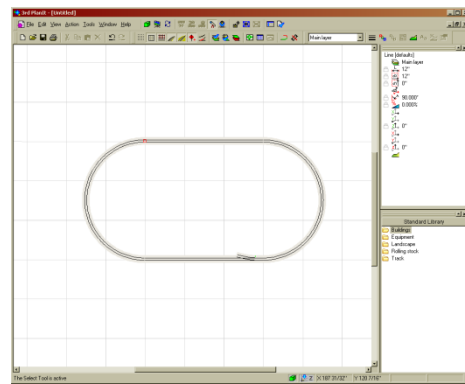 3rd PlanIt - [Untitled]
File Edit View Action Tools Window Help
Main layer
Line (defaults)
Main layer
12"
12"
0"
90.000°
0.000%
0"
0"
Standard Library
Buildings
Equipment
Landscape
Rolling stock
Track
The Select Tool is active
Z